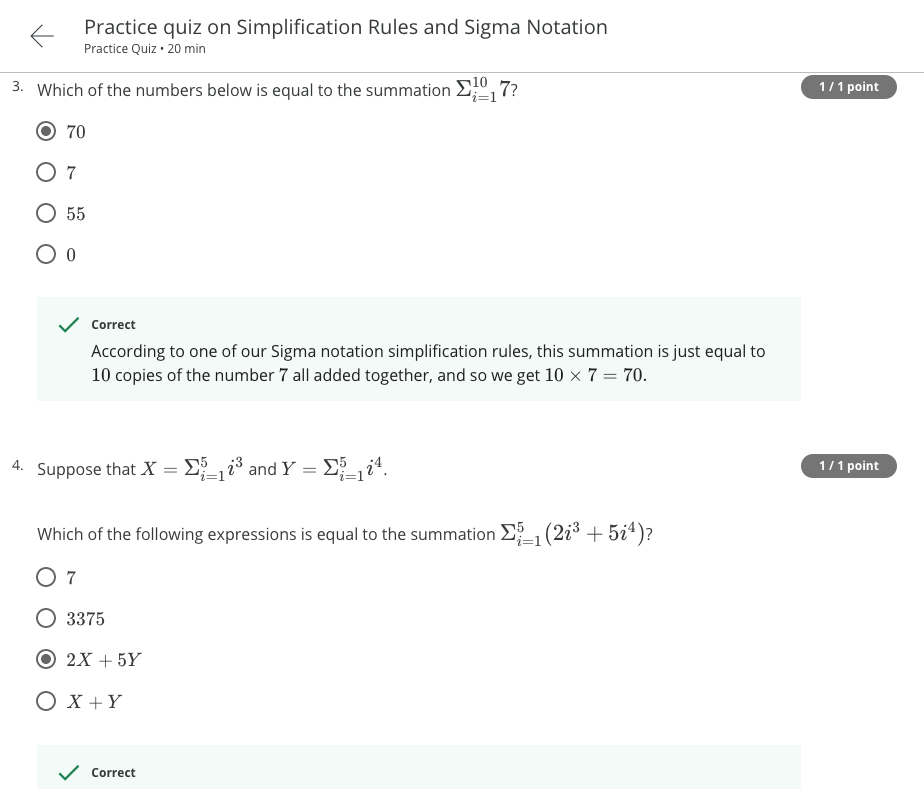 Practice quiz on Simplification Rules and Sigma Notation
Practice Quiz • 20 min
3. Which of the numbers below is equal to the summation $\Sigma_{i=1}^{10} 7$?
1 / 1 point
70
7
55
0
Correct
According to one of our Sigma notation simplification rules, this summation is just equal to
10 copies of the number 7 all added together, and so we get 10 × 7 = 70.
4. Suppose that $X = \Sigma_{i=1}^{5} i^3$ and $Y = \Sigma_{i=1}^{5} i^4$.
1 / 1 point
Which of the following expressions is equal to the summation $\Sigma_{i=1}^{5} (2i^3 + 5i^4)$?
7
3375
2X + 5Y
X + Y
Correct